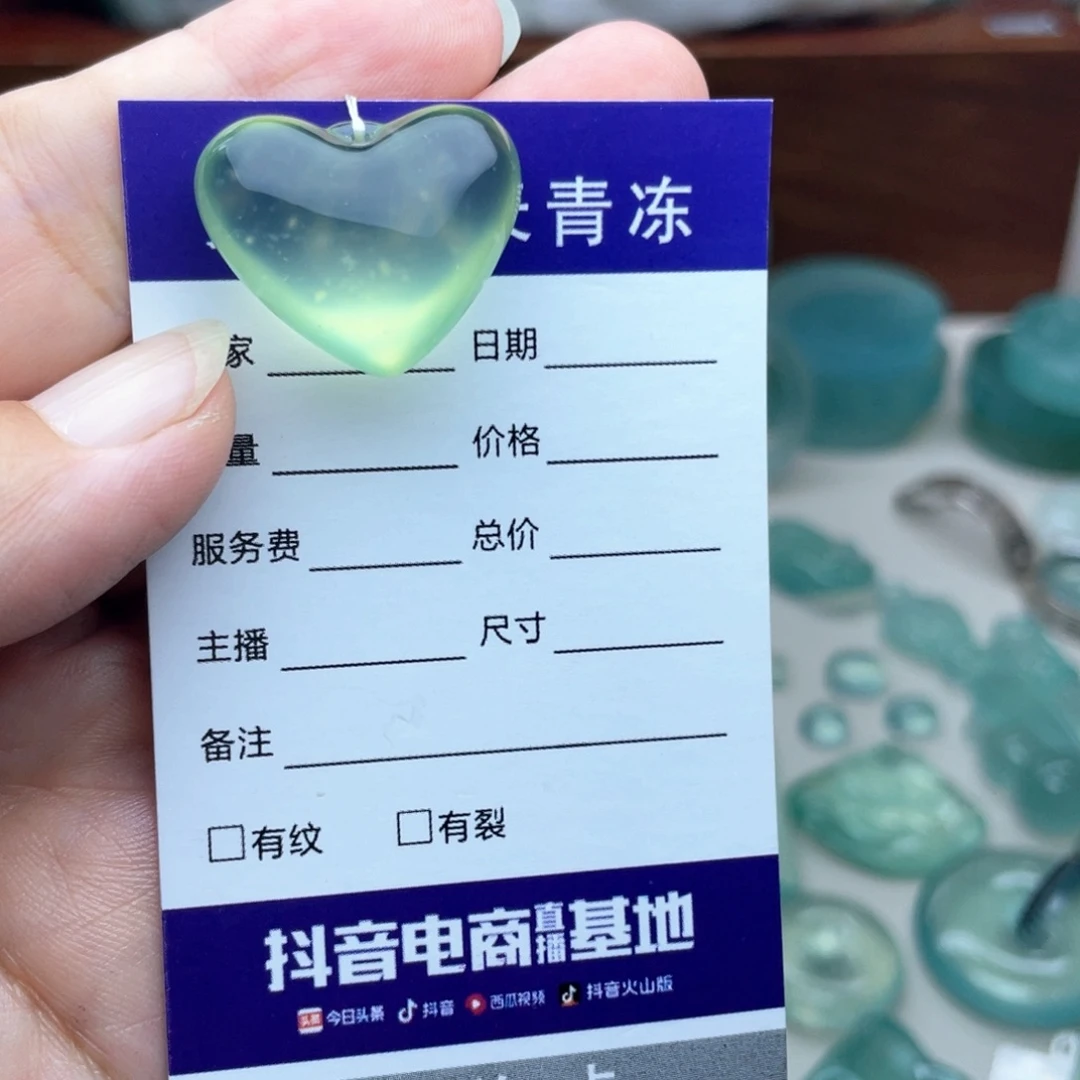 青冻
家 日期
量 价格
服务费 总价
主播 尺寸
备注
有纹 有裂
抖音电商直播基地
头条 今日头条 抖音 西瓜视频 抖音火山版